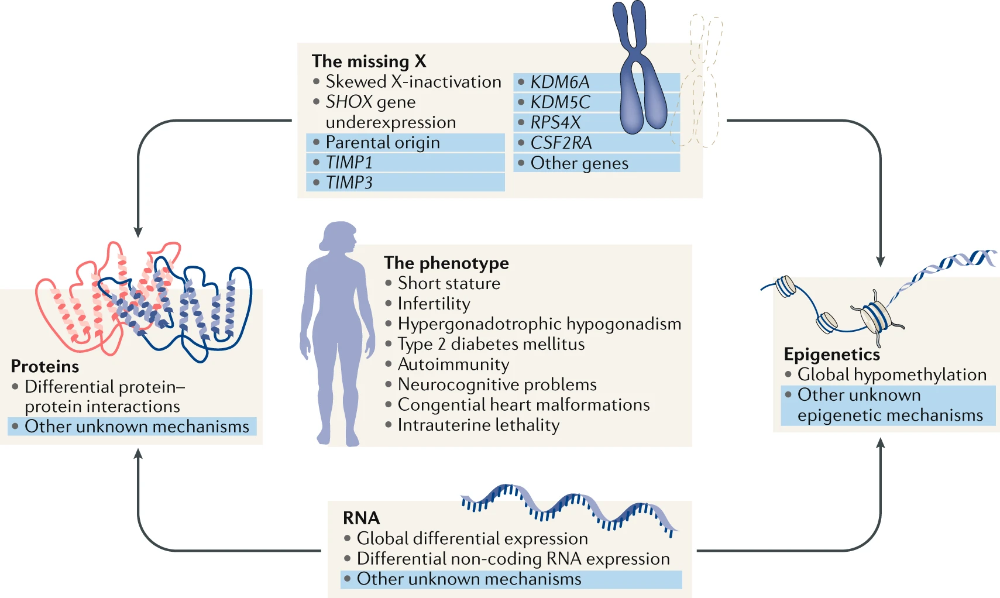 The missing X
• Skewed X-inactivation
• SHOX gene
underexpression
• Parental origin
• TIMP1
• TIMP3
• KDM6A
• KDM5C
• RPS4X
• CSF2RA
• Other genes
The phenotype
• Short stature
• Infertility
• Hypergonadotrophic hypogonadism
• Type 2 diabetes mellitus
• Autoimmunity
• Neurocognitive problems
• Congential heart malformations
• Intrauterine lethality
Proteins
• Differential protein–
protein interactions
• Other unknown mechanisms
Epigenetics
• Global hypomethylation
• Other unknown
epigenetic mechanisms
RNA
• Global differential expression
• Differential non-coding RNA expression
• Other unknown mechanisms